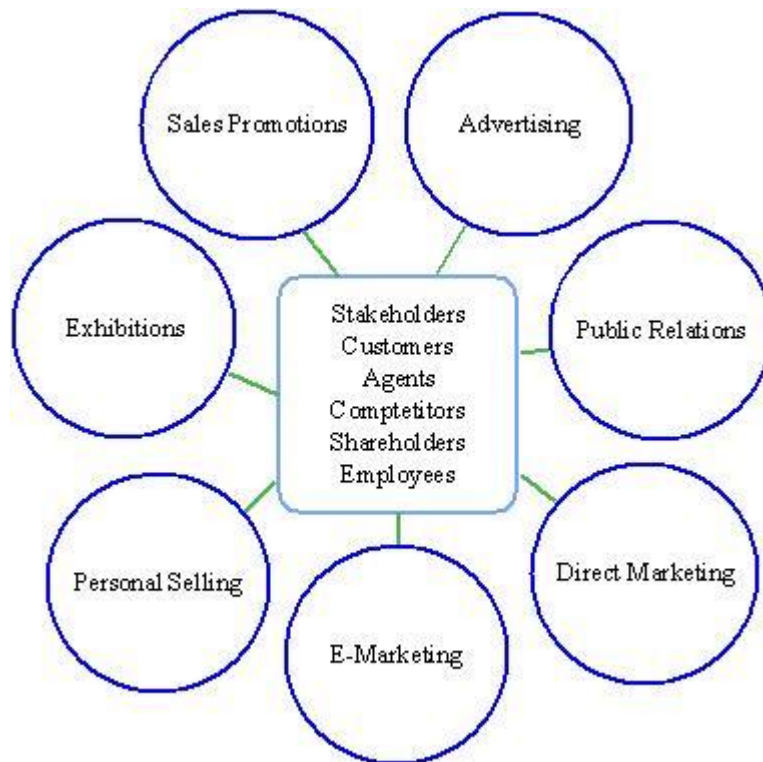 Sales Promotions
Advertising
Exhibitions
Stakeholders
Customers
Agents
Comptetitors
Shareholders
Employees
Public Relations
Personal Selling
E-Marketing
Direct Marketing